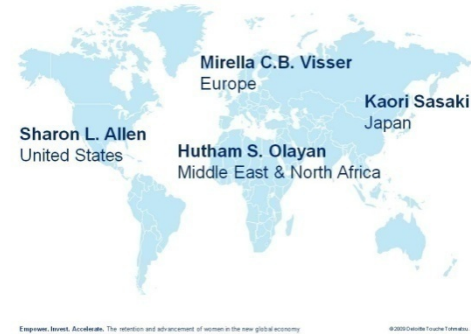 Mirella C.B. Visser
Europe
Kaori Sasaki
Japan
Sharon L. Allen
United States
Hutham S. Olayan
Middle East & North Africa
Empower. Invest. Accelerate. The retention and advancement of women in the new global economy
©2009 Deloitte Touche Tohmatsu